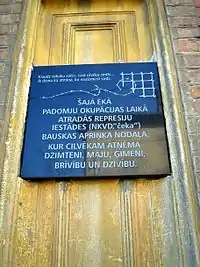 ŠAJĀ ĒKĀ
PADOMJU OKUPĀCIJAS LAIKĀ
ATRADĀS REPRESIJU
IESTĀDES (NKVD,"čeka")
BAUSKAS APRIŅĶA NODAĻA,
KUR CILVĒKAM ATŅĒMA
DZIMTENI, MĀJU, ĢIMENI,
BRĪVĪBU UN DZĪVĪBU.